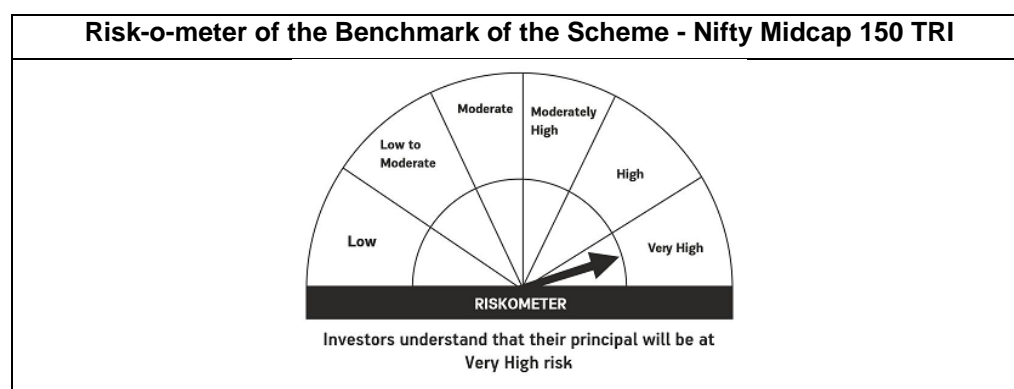 Risk-o-meter of the Benchmark of the Scheme - Nifty Midcap 150 TRI
Moderate
Moderately
High
Low to
Moderate
High
Low
Very High
RISKOMETER
Investors understand that their principal will be at
Very High risk